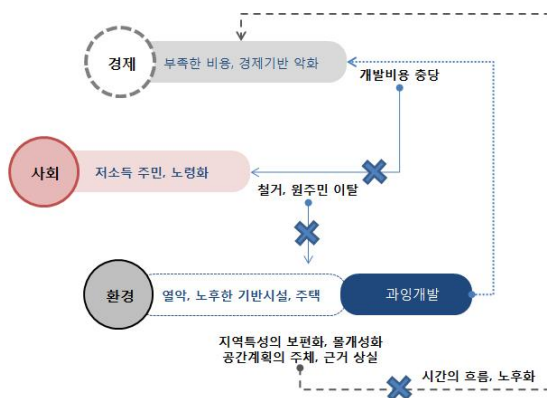 경제
부족한 비용, 경제기반 악화
개발비용 충당
사회
저소득 주민, 노령화
철거, 원주민 이탈
환경
열악, 노후한 기반시설, 주택
과잉개발
지역특성의 보편화, 몰개성화
공간계획의 주체, 근거 상실
시간의 흐름, 노후화